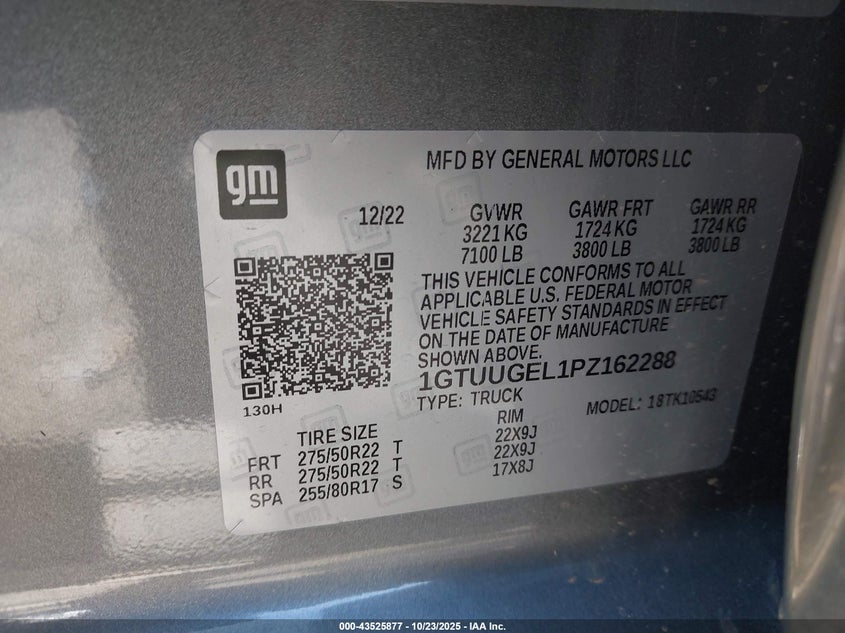 gm
MFD BY GENERAL MOTORS LLC
12/22 GVWR GAWR FRT GAWR RR
3221 KG 1724 KG 1724 KG
7100 LB 3800 LB 3800 LB
THIS VEHICLE CONFORMS TO ALL
APPLICABLE U.S. FEDERAL MOTOR
VEHICLE SAFETY STANDARDS IN EFFECT
ON THE DATE OF MANUFACTURE
SHOWN ABOVE.
1GTUUGEL1PZ162288
TYPE: TRUCK MODEL: 18TK10543
130H
TIRE SIZE RIM
FRT 275/50R22 T 22X9J
RR 275/50R22 T 22X9J
SPA 255/80R17 S 17X8J
000-43525877 - 10/23/2025 - IAA Inc.